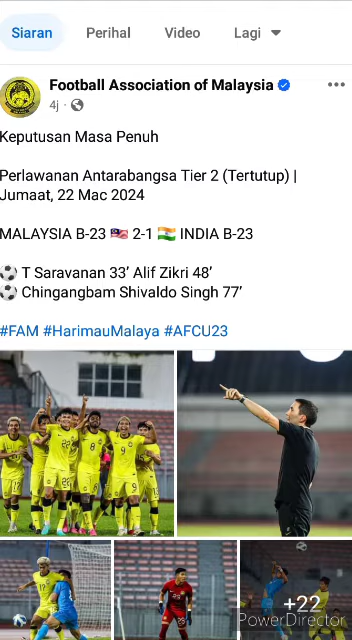 Siaran Perihal Video Lagi
Football Association of Malaysia
4j ·
Keputusan Masa Penuh
Perlawanan Antarabangsa Tier 2 (Tertutup) |
Jumaat, 22 Mac 2024
MALAYSIA B-23 🇲🇾 2-1 🇮🇳 INDIA B-23
⚽ T Saravanan 33’ Alif Zikri 48’
⚽ Chingangbam Shivaldo Singh 77’
#FAM #HarimauMalaya #AFCU23
+22
PowerDirector